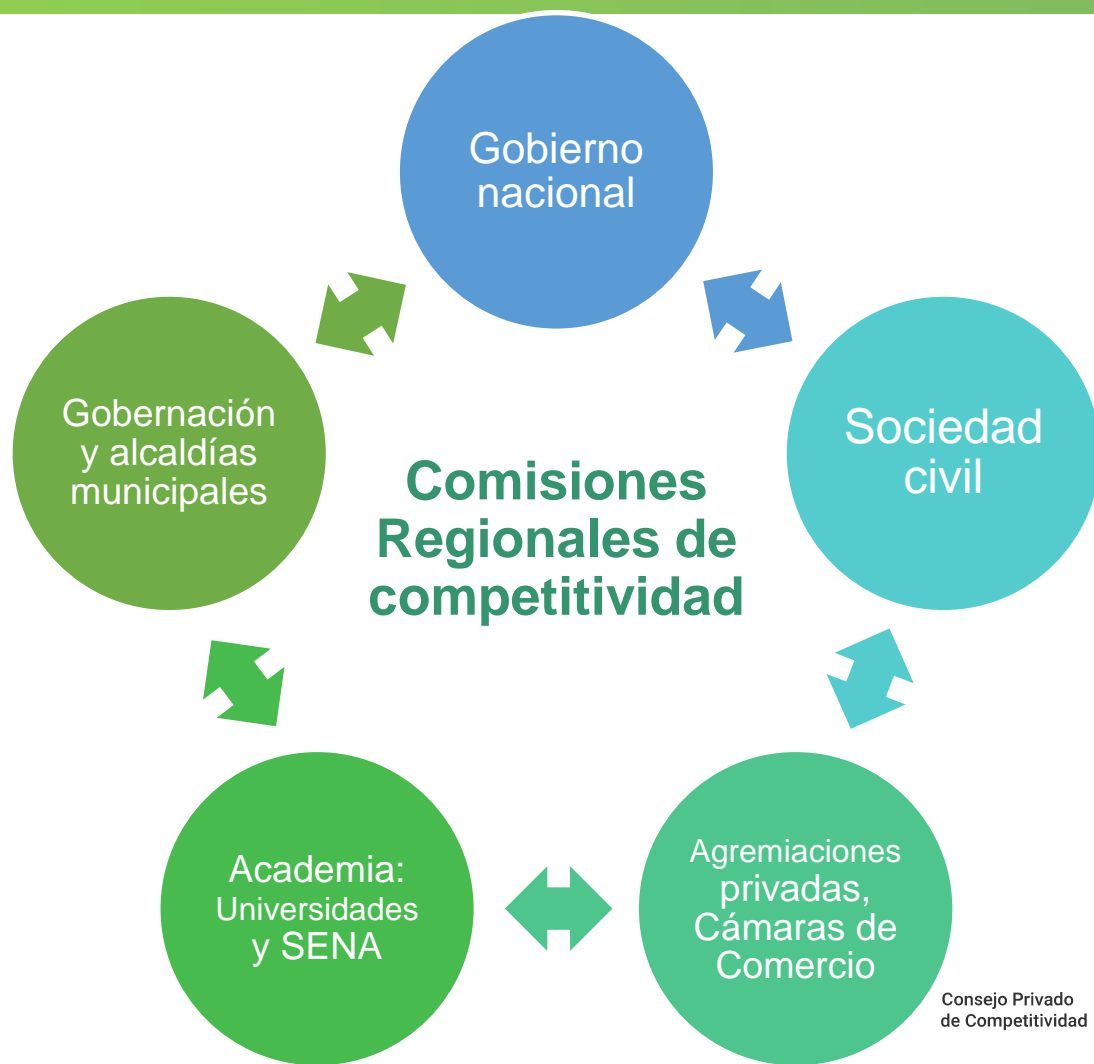 Gobierno
nacional
Gobernación
y alcaldías
municipales
Sociedad
civil
Comisiones
Regionales de
competitividad
Academia:
Universidades
y SENA
Agremiaciones
privadas,
Cámaras de
Comercio
Consejo Privado
de Competitividad